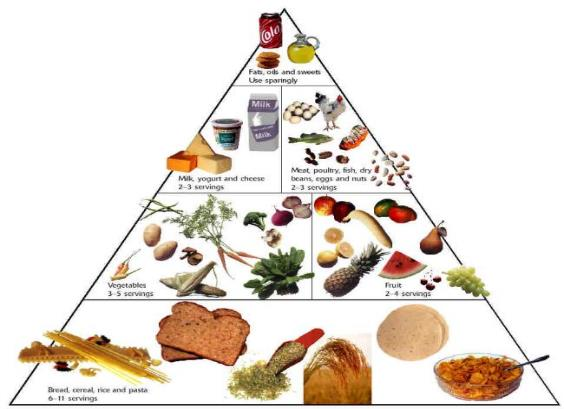 Cola
Fats, oils and sweets
Use sparingly
Milk
Milk
Milk, yogurt and cheese
2–3 servings
Meat, poultry, fish, dry
beans, eggs and nuts
2–3 servings
Vegetables
3–5 servings
Fruit
2–4 servings
Bread, cereal, rice and pasta
6–11 servings